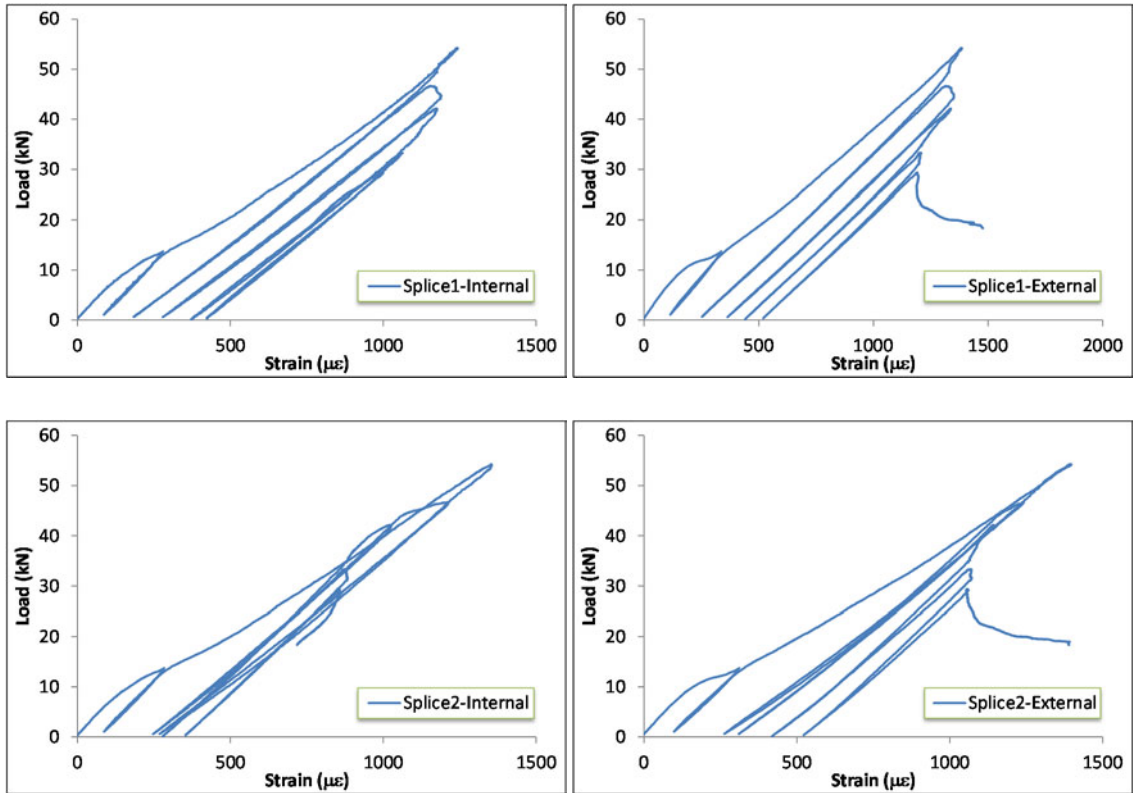 60
50
40
30
20
10
0
Load (kN)
0 500 1000 1500
Strain (με)
Splice1-Internal
60
50
40
30
20
10
0
Load (kN)
0 500 1000 1500 2000
Strain (με)
Splice1-External
60
50
40
30
20
10
0
Load (kN)
0 500 1000 1500
Strain (με)
Splice2-Internal
60
50
40
30
20
10
0
Load (kN)
0 500 1000 1500
Strain (με)
Splice2-External